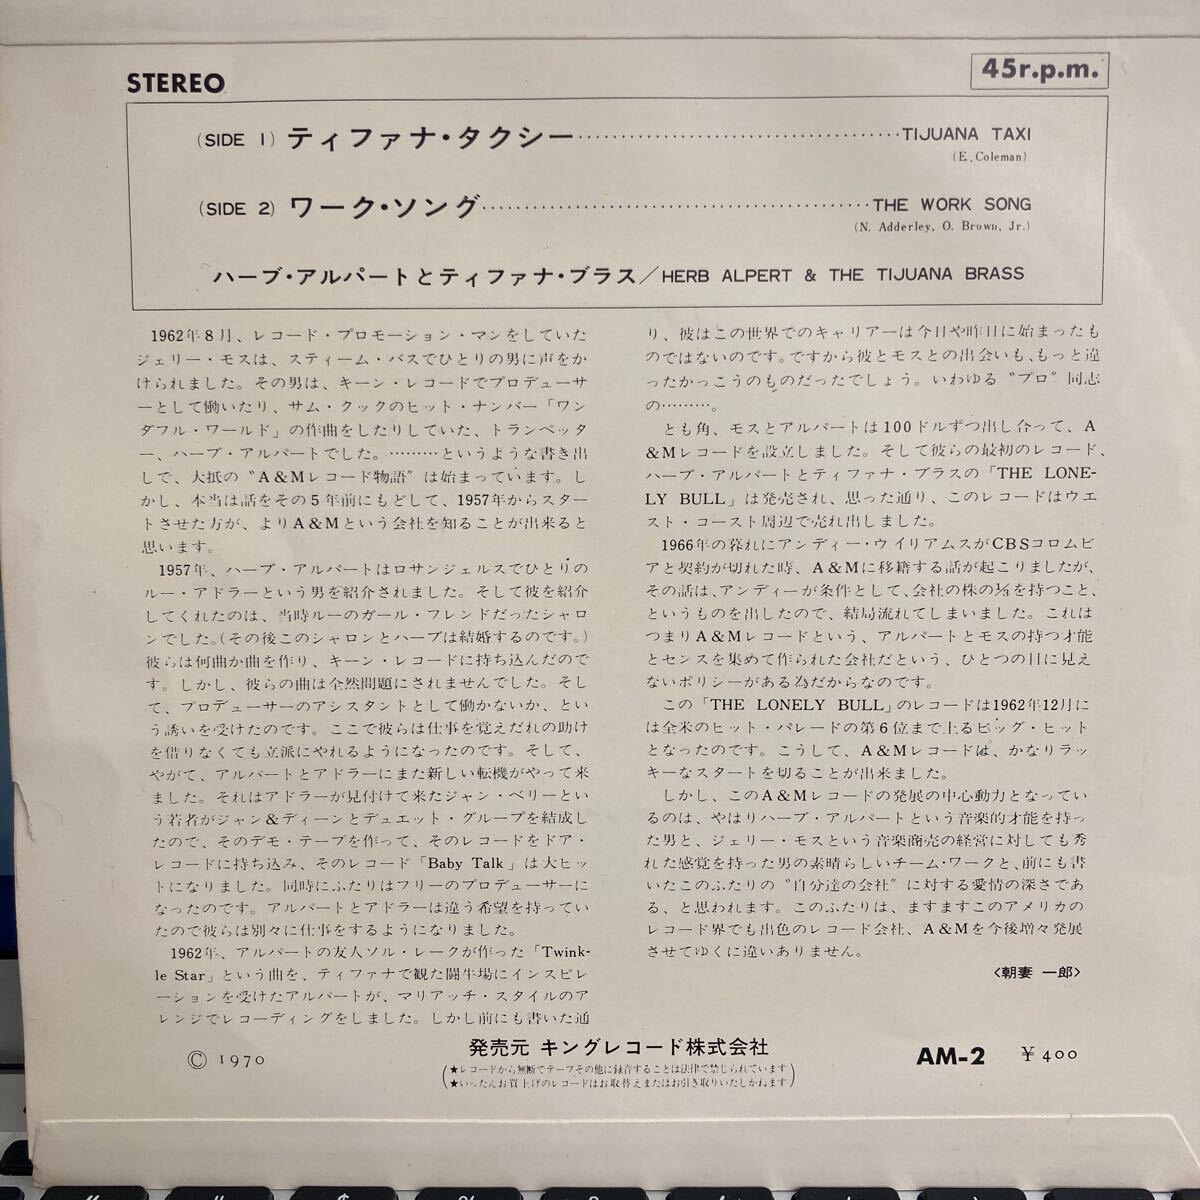 STEREO
45r.p.m.
(SIDE 1) ティファナ・タクシー……………………………………TIJUANA TAXI
(E. Coleman)
(SIDE 2) ワーク・ソング…………………………………………THE WORK SONG
(N. Adderley, O. Brown, Jr.)
ハーブ・アルパートとティファナ・ブラス／HERB ALPERT & THE TIJUANA BRASS
1962年8月、レコード・プロモーション・マンをしていた
ジェリー・モスは、スティーム・バスでひとりの男に声をか
けられました。その男は、キーン・レコードでプロデューサ
ーとして働いたり、サム・クックのヒット・ナンバー「ワン
ダフル・ワールド」の作曲をしたりしていた、トランペッタ
ー、ハーブ・アルパートでした。………というような書き出
しで、大抵の〝A＆Mレコード物語〟は始まっています。し
かし、本当は話をその5年前にもどして、1957年からスター
トさせた方が、よりA＆Mという会社を知ることが出来ると
思います。
1957年、ハーブ・アルパートはロサンジェルスでひとりの
ルー・アドラーという男を紹介されました。そして彼を紹介
してくれたのは、当時ルーのガール・フレンドだったシャロ
ンでした。(その後このシャロンとハーブは結婚するのです。)
彼らは何曲か曲を作り、キーン・レコードに持ち込んだので
す。しかし、彼らの曲は全然問題にされませんでした。そし
て、プロデューサーのアシスタントとして働かないか、とい
う誘いを受けたのです。ここで彼らは仕事を覚えだれの助け
を借りなくても立派にやれるようになったのです。そして、
やがて、アルパートとアドラーにまた新しい転機がやって来
ました。それはアドラーが見付けて来たジャン・ベリーとい
う若者がジャン＆ディーンとデュエット・グループを結成し
たので、そのデモ・テープを作って、そのレコードをドア・
レコードに持ち込み、そのレコード「Baby Talk」は大ヒッ
トになりました。同時にふたりはフリーのプロデューサーに
なったのです。アルパートとアドラーは違う希望を持ってい
たので彼らは別々に仕事をするようになりました。
1962年、アルパートの友人ソル・レークが作った「Twink-
le Star」という曲を、ティファナで観た闘牛場にインスピレ
ーションを受けたアルパートが、マリアッチ・スタイルのア
レンジでレコーディングをしました。しかし前にも書いた通
り、彼はこの世界でのキャリアーは今日や昨日に始まったも
のではないのです。ですから彼とモスとの出会いも、もっと違
ったかっこうのものだったでしょう。いわゆる〝プロ〟同志
の………。
とも角、モスとアルパートは100ドルずつ出し合って、A
&Mレコードを設立しました。そして彼らの最初のレコード、
ハーブ・アルパートとティファナ・ブラスの「THE LONE-
LY BULL」は発売され、思った通り、このレコードはウエ
スト・コースト周辺で売れ出しました。
1966年の暮れにアンディー・ウイリアムスがCBSコロムビ
アと契約が切れた時、A＆Mに移籍する話が起こりましたが、
その話は、アンディーが条件として、会社の株の⅓を持つこと、
というものを出したので、結局流れてしまいました。これは
つまりA＆Mレコードという、アルパートとモスの持つ才能
とセンスを集めて作られた会社だという、ひとつの目に見え
ないポリシーがある為だからなのです。
この「THE LONELY BULL」のレコードは1962年12月に
は全米のヒット・パレードの第6位まで上るビッグ・ヒット
となったのです。こうして、A＆Mレコードは、かなりラッ
キーなスタートを切ることが出来ました。
しかし、このA＆Mレコードの発展の中心動力となってい
るのは、やはりハーブ・アルパートという音楽的才能を持っ
た男と、ジェリー・モスという音楽商売の経営に対しても秀
れた感覚を持った男の素晴らしいチーム・ワークと、前にも書
いたこのふたりの〝自分達の会社〟に対する愛情の深さであ
る、と思われます。このふたりは、ますますこのアメリカの
レコード界でも出色のレコード会社、A＆Mを今後増々発展
させてゆくに違いありません。
〈朝妻 一郎〉
© 1970
発売元 キングレコード株式会社
AM-2 ￥400
(★レコードから無断でテープその他に録音することは法律で禁じられています
★いったんお買上げのレコードはお取替えまたはお引き取りいたしかねます)